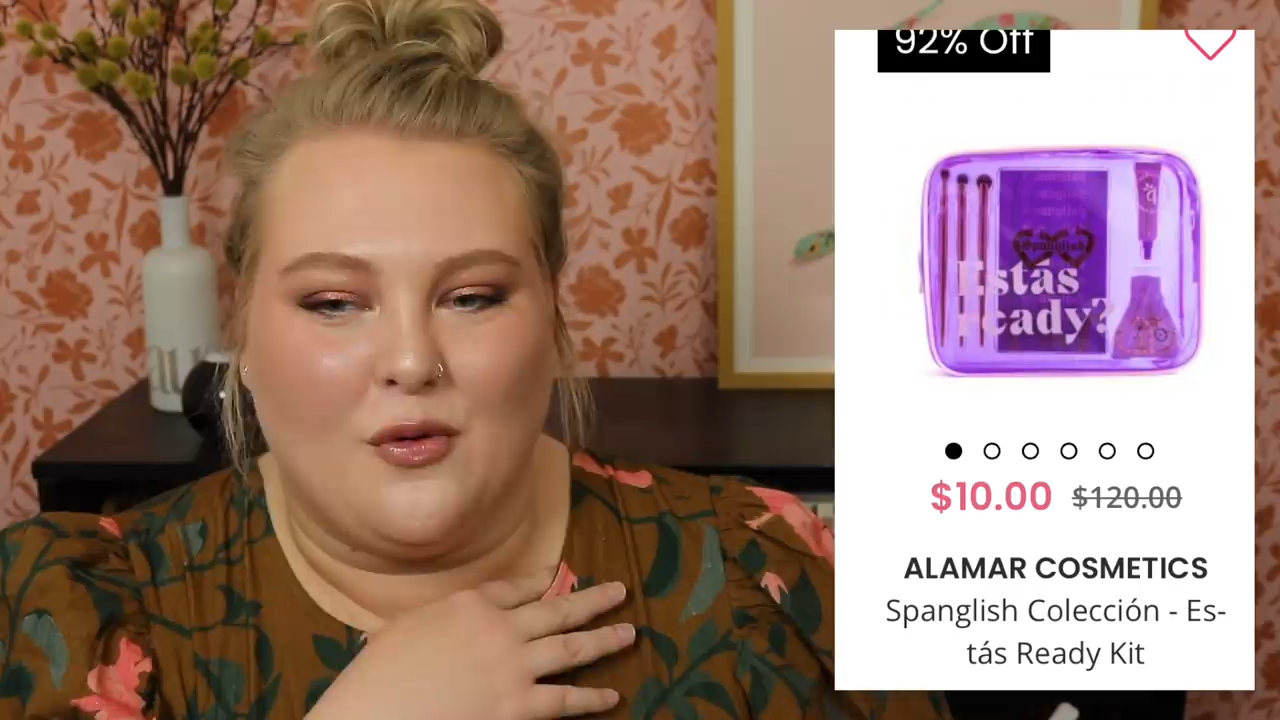 92% Off
Estás
ready?
$10.00 $120.00
ALAMAR COSMETICS
Spanglish Colección - Es-
tás Ready Kit